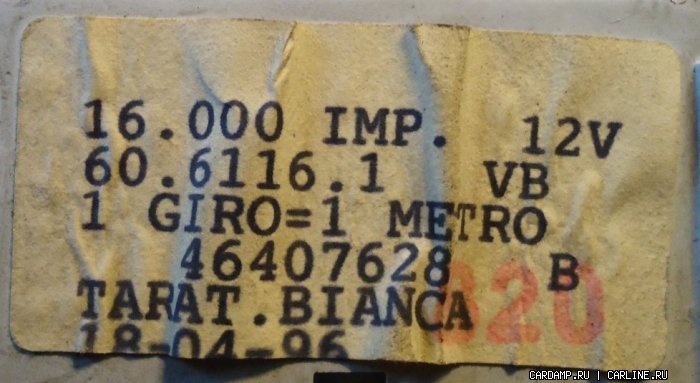 16.000 IMP. 12V
60.6116.1 VB
1 GIRO=1 METRO
46407628 B
TARAT.BIANCA 820
18-04-96
CARDAMP.RU | CARLINE.RU